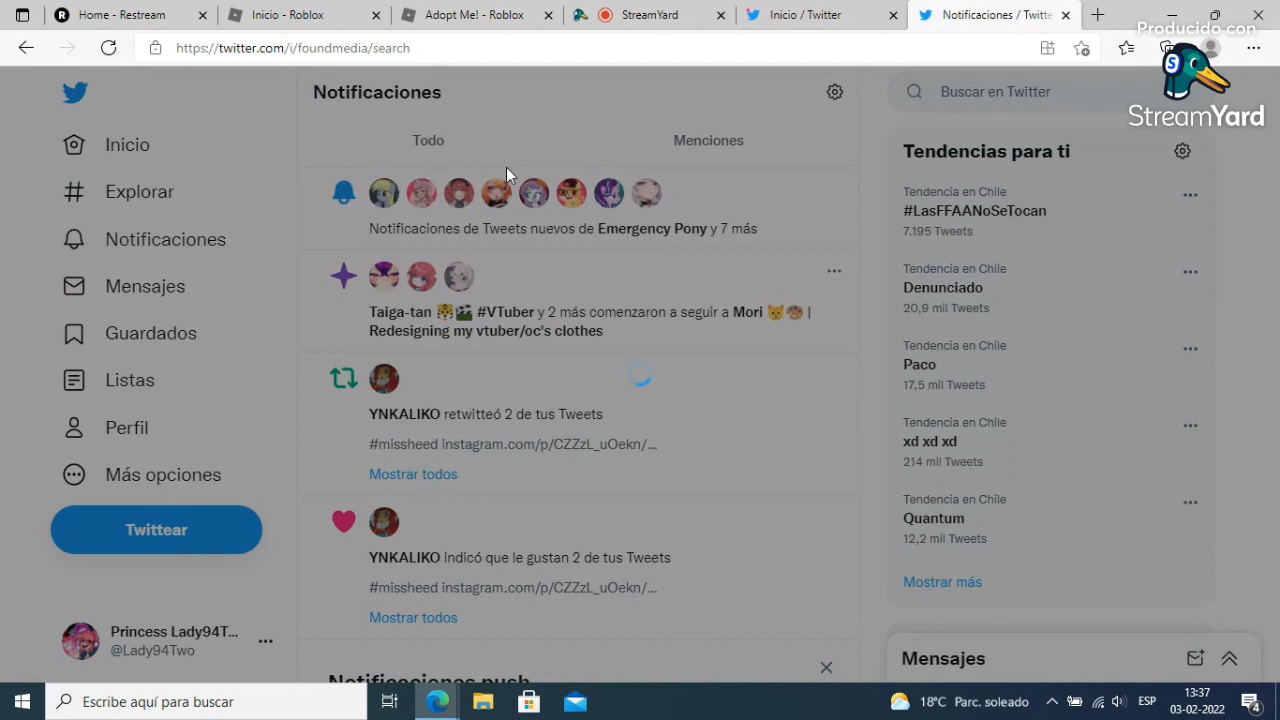 Home - Restream
Inicio - Roblox
Adopt Me! - Roblox
StreamYard
Inicio / Twitter
Notificaciones / Twitte
Producido con
https://twitter.com/i/foundmedia/search
StreamYard
Notificaciones
Buscar en Twitter
Todo
Menciones
Inicio
Explorar
Notificaciones
Mensajes
Guardados
Listas
Perfil
Más opciones
Twittear
Princess Lady94T...
@Lady94Two
Notificaciones de Tweets nuevos de Emergency Pony y 7 más
Taiga-tan 🐯🎬 #VTuber y 2 más comenzaron a seguir a Mori 🐱🎨 |
Redesigning my vtuber/oc's clothes
YNKALIKO retwitteó 2 de tus Tweets
#missheed instagram.com/p/CZZzL_uOekn/...
Mostrar todos
YNKALIKO indicó que le gustan 2 de tus Tweets
#missheed instagram.com/p/CZZzL_uOekn/...
Mostrar todos
Notificaciones push
Tendencias para ti
Tendencia en Chile
#LasFFAANoSeTocan
7.195 Tweets
Tendencia en Chile
Denunciado
20,9 mil Tweets
Tendencia en Chile
Paco
17,5 mil Tweets
Tendencia en Chile
xd xd xd
214 mil Tweets
Tendencia en Chile
Quantum
12,2 mil Tweets
Mostrar más
Mensajes
Escribe aquí para buscar
18°C Parc. soleado
ESP
13:37
03-02-2022
4